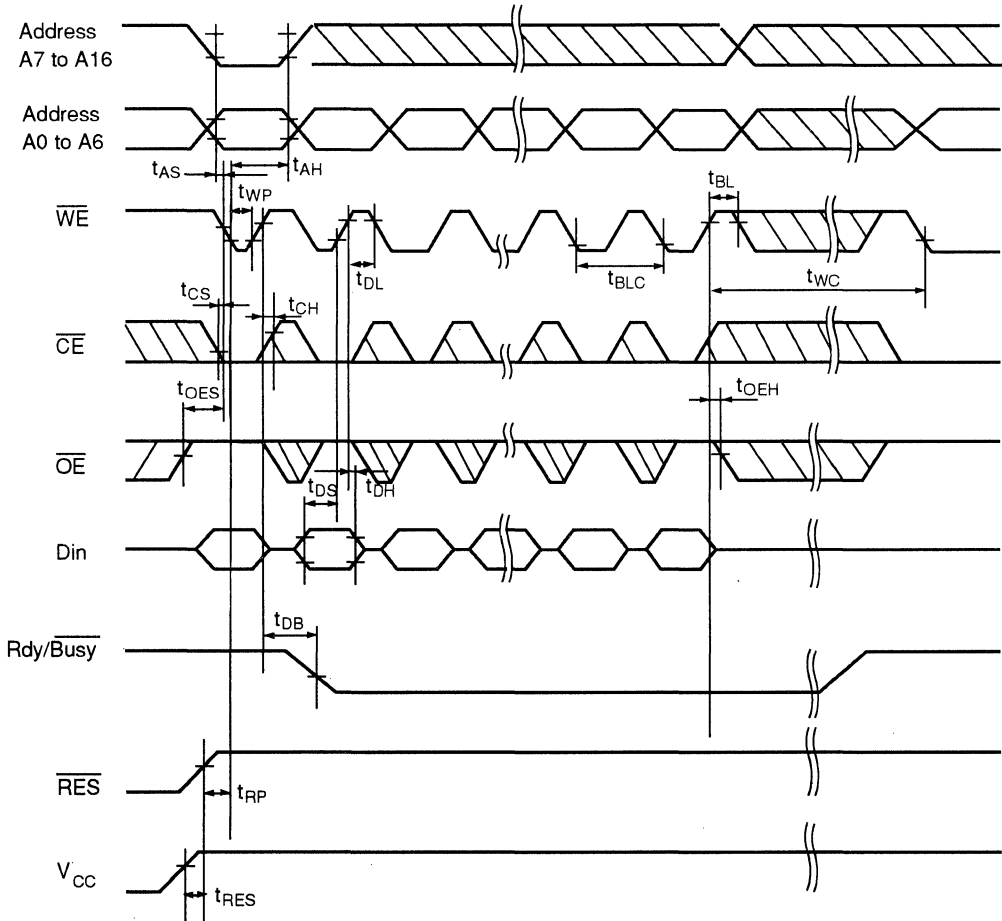 Address
A7 to A16
Address
A0 to A6
tAS
tAH
tWP
tBL
WE
tDL
tBLC
tWC
tCS
tCH
CE
tOES
tOEH
OE
tDS
tDH
Din
tDB
Rdy/Busy
RES
tRP
VCC
tRES